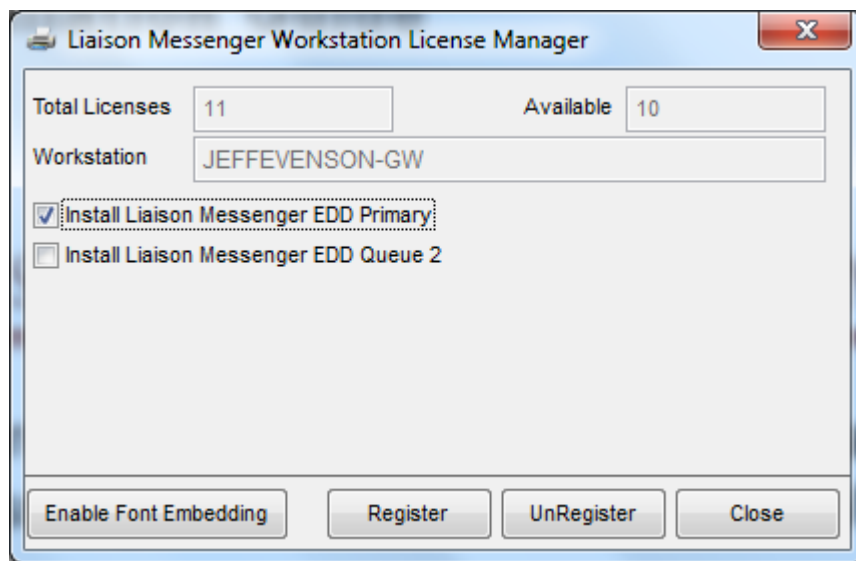 Liaison Messenger Workstation License Manager
Total Licenses 11 Available 10
Workstation JEFFEVENSON-GW
Install Liaison Messenger EDD Primary
Install Liaison Messenger EDD Queue 2
Enable Font Embedding Register UnRegister Close